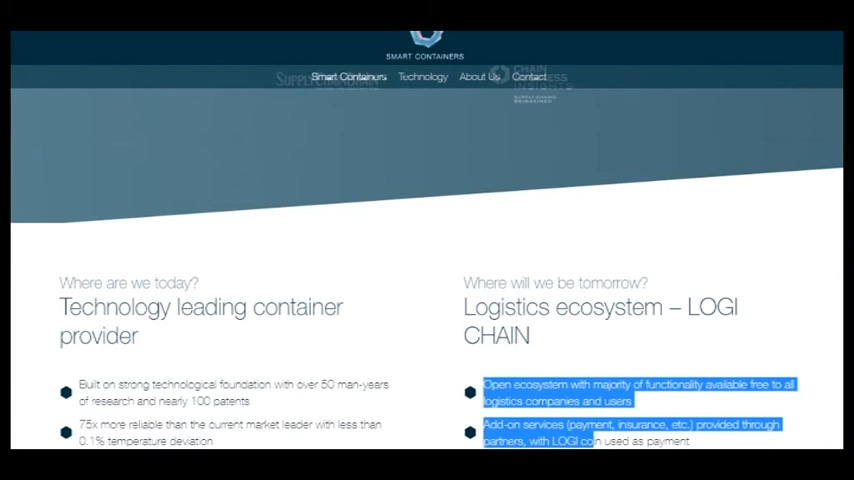 SMART CONTAINERS
Smart Containers Technology About Us Contact
SUPPLY CHAIN
REIMAGINED
Where are we today?
Technology leading container
provider
Built on strong technological foundation with over 50 man-years
of research and nearly 100 patents
75x more reliable than the current market leader with less than
0.1% temperature deviation
Where will we be tomorrow?
Logistics ecosystem – LOGI
CHAIN
Open ecosystem with majority of functionality available free to all
logistics companies and users
Add-on services (payment, insurance, etc.) provided through
partners, with LOGI coin used as payment